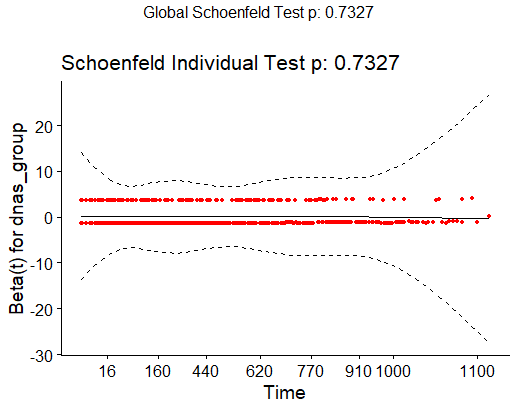 Global Schoenfeld Test p: 0.7327
Schoenfeld Individual Test p: 0.7327
Beta(t) for dnas_group
20
10
0
-10
-20
-30
16 160 440 620 770 910 1000 1100
Time